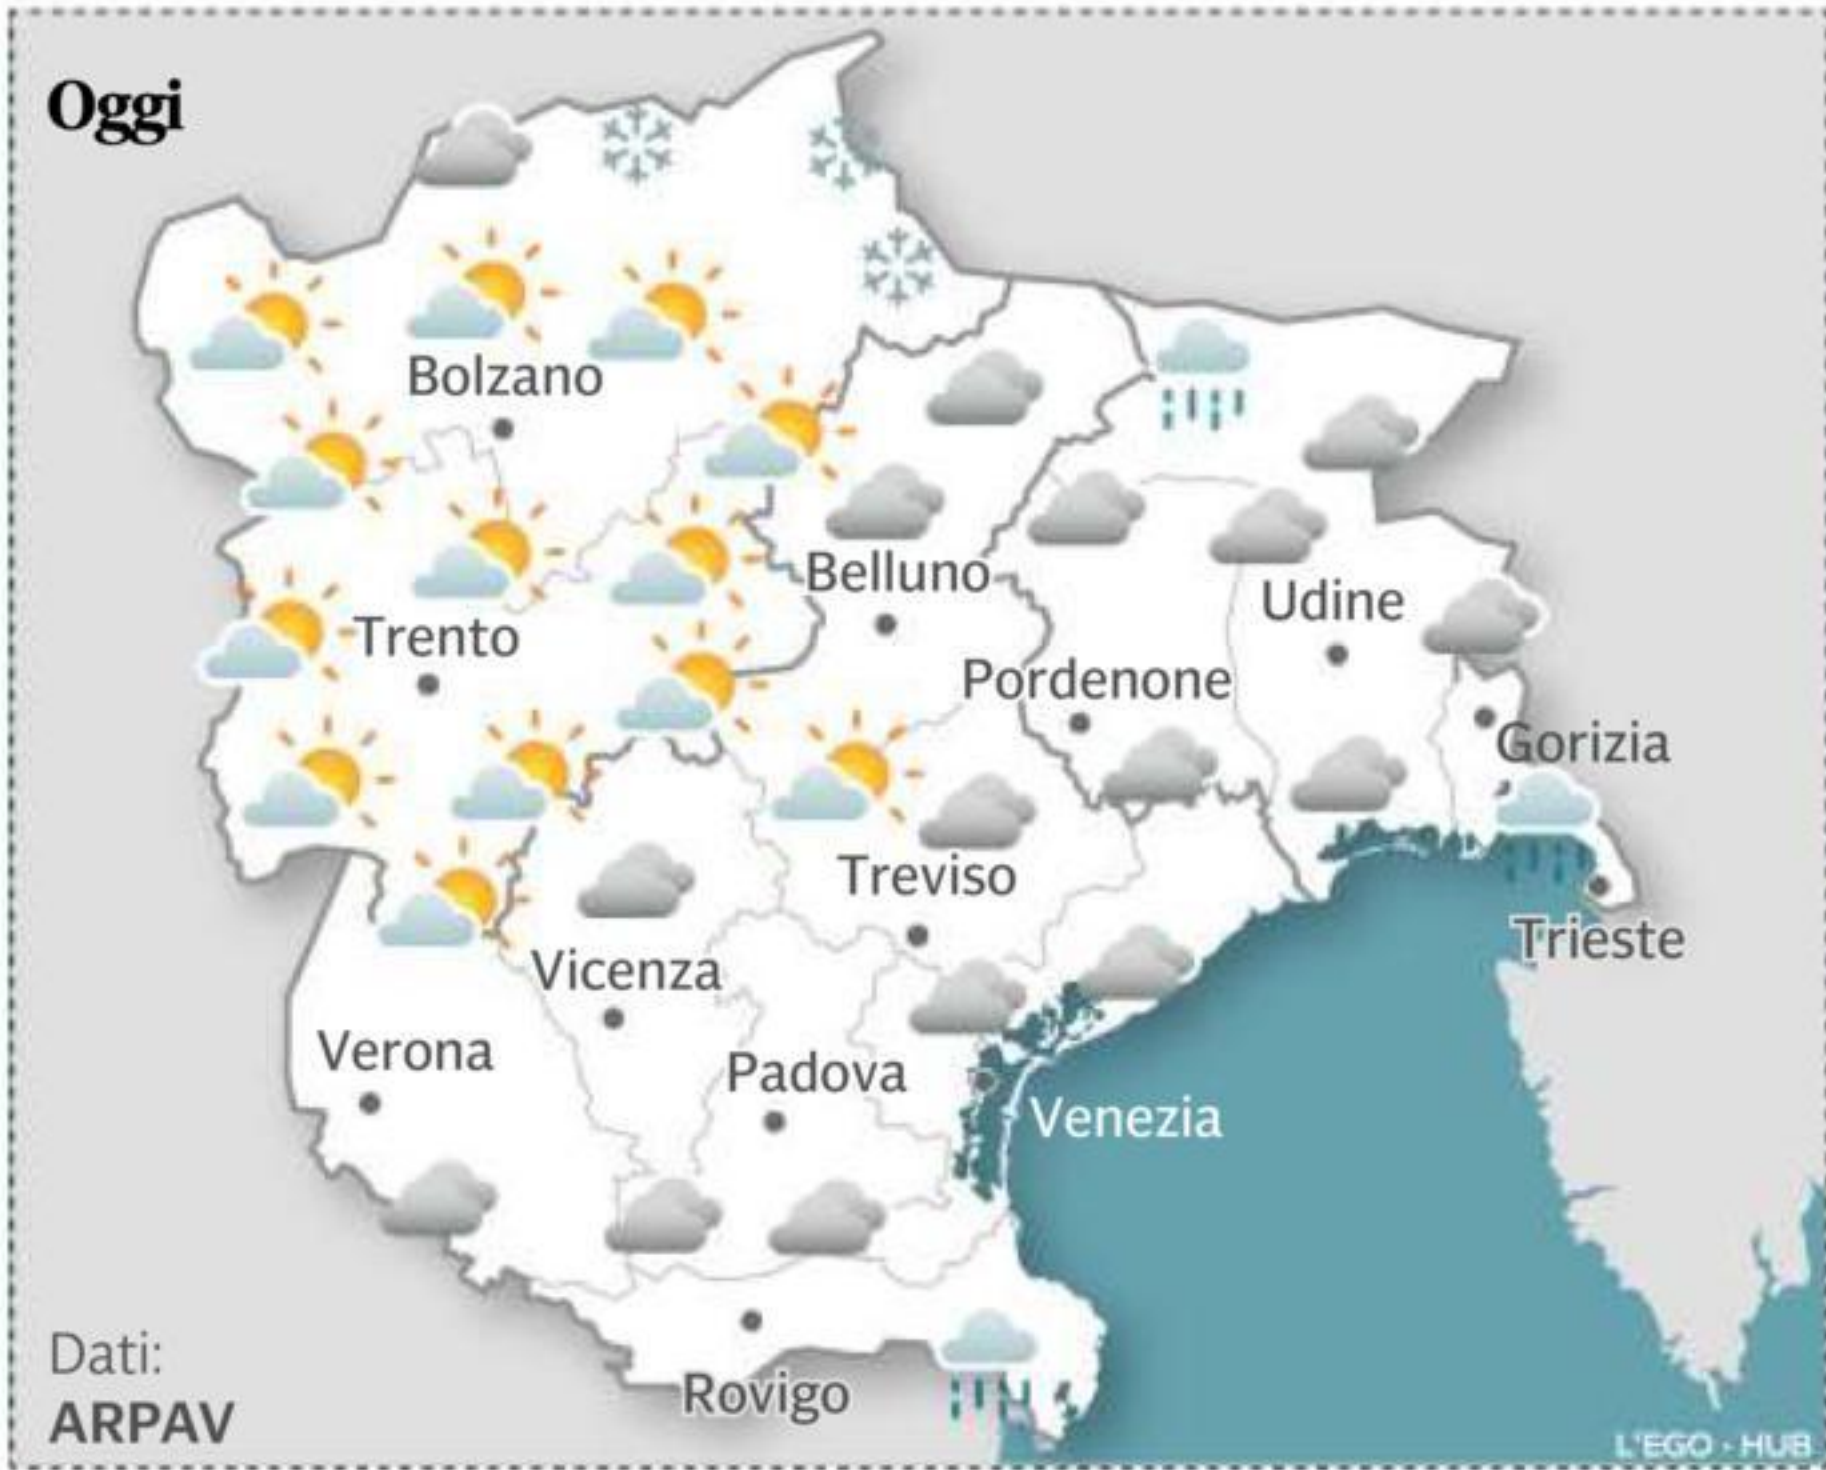 Oggi
Bolzano
Belluno
Trento
Udine
Pordenone
Gorizia
Treviso
Trieste
Vicenza
Verona
Padova
Venezia
Rovigo
Dati:
ARPAV
L'EGO - HUB